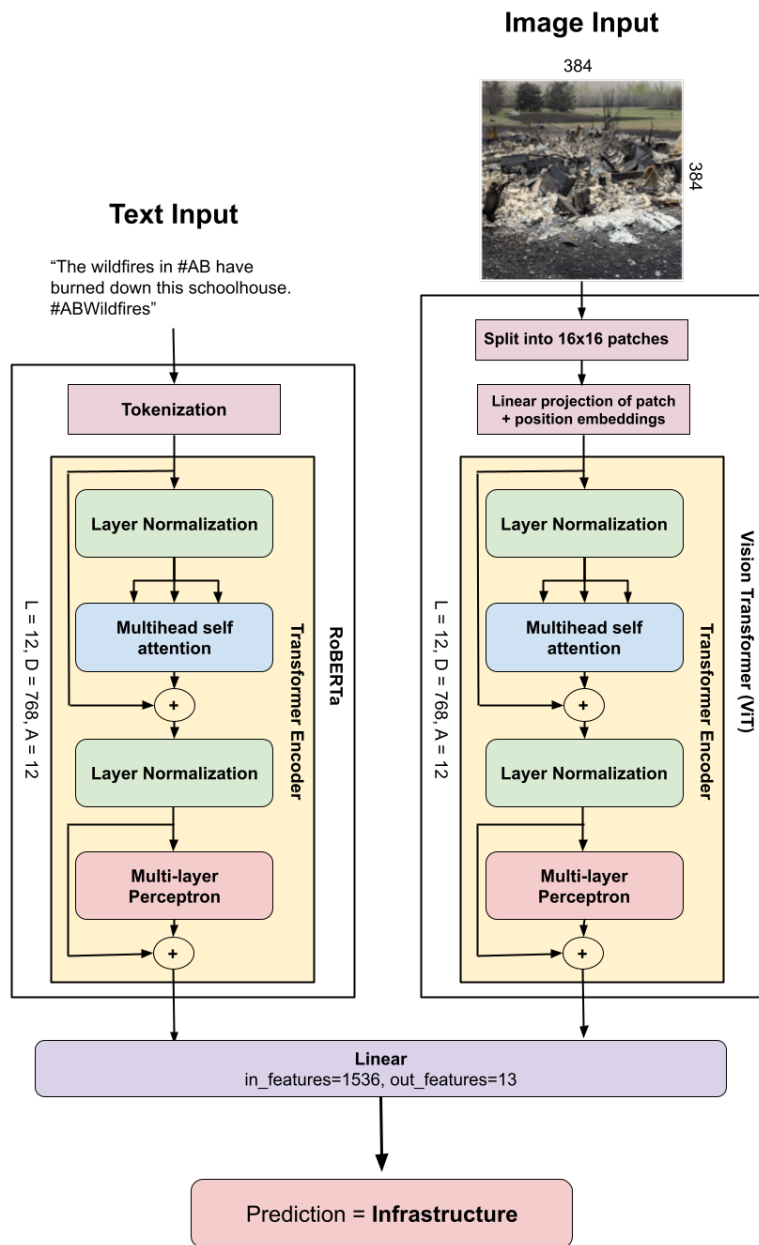 Image Input
384
384
Text Input
“The wildfires in #AB have
burned down this schoolhouse.
#ABWildfires”
Tokenization
Layer Normalization
Multihead self
attention
+
Layer Normalization
Multi-layer
Perceptron
+
L = 12, D = 768, A = 12
Transformer Encoder
RoBERTa
Split into 16x16 patches
Linear projection of patch
+ position embeddings
Layer Normalization
Multihead self
attention
+
Layer Normalization
Multi-layer
Perceptron
+
L = 12, D = 768, A = 12
Transformer Encoder
Vision Transformer (ViT)
Linear
in_features=1536, out_features=13
Prediction = Infrastructure